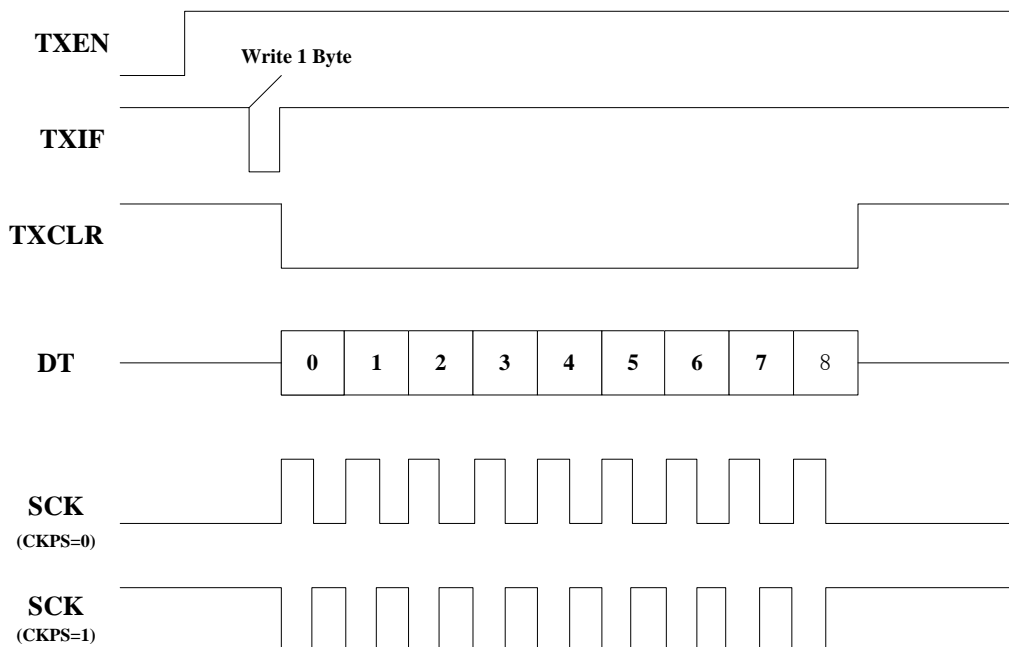 TXEN
Write 1 Byte
TXIF
TXCLR
DT 0 1 2 3 4 5 6 7 8
SCK
(CKPS=0)
SCK
(CKPS=1)